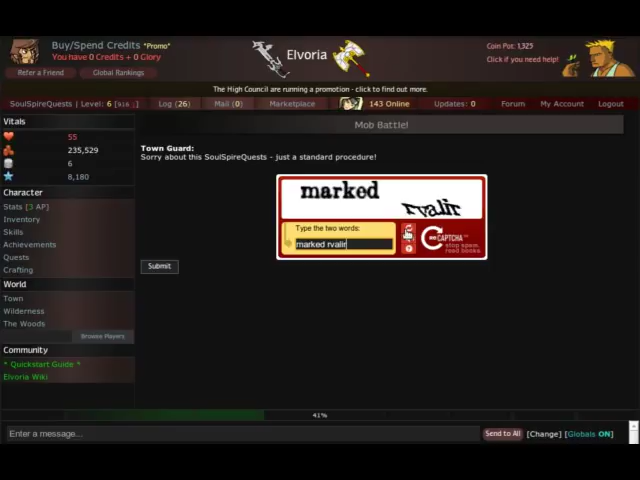 Buy/Spend Credits *Promo*
You have 0 Credits + 0 Glory
Refer a Friend
Global Rankings
Elvoria
Coin Pot: 1,325
Click if you need help!
The High Council are running a promotion - click to find out more.
SoulSpireQuests | Level: 6
Log (26)
Mail (0)
Marketplace
143 Online
Updates: 0
Forum
My Account
Logout
Vitals
55
235,529
6
8,180
Character
Stats [3 AP]
Inventory
Skills
Achievements
Quests
Crafting
World
Town
Wilderness
The Woods
Browse Players
Community
* Quickstart Guide *
Elvoria Wiki
Mob Battle!
Town Guard:
Sorry about this SoulSpireQuests - just a standard procedure!
marked
rvalir
Type the two words:
marked rvalir
reCAPTCHA™
stop spam.
read books.
Submit
41%
Enter a message...
Send to All
[Change]
[Globals ON]